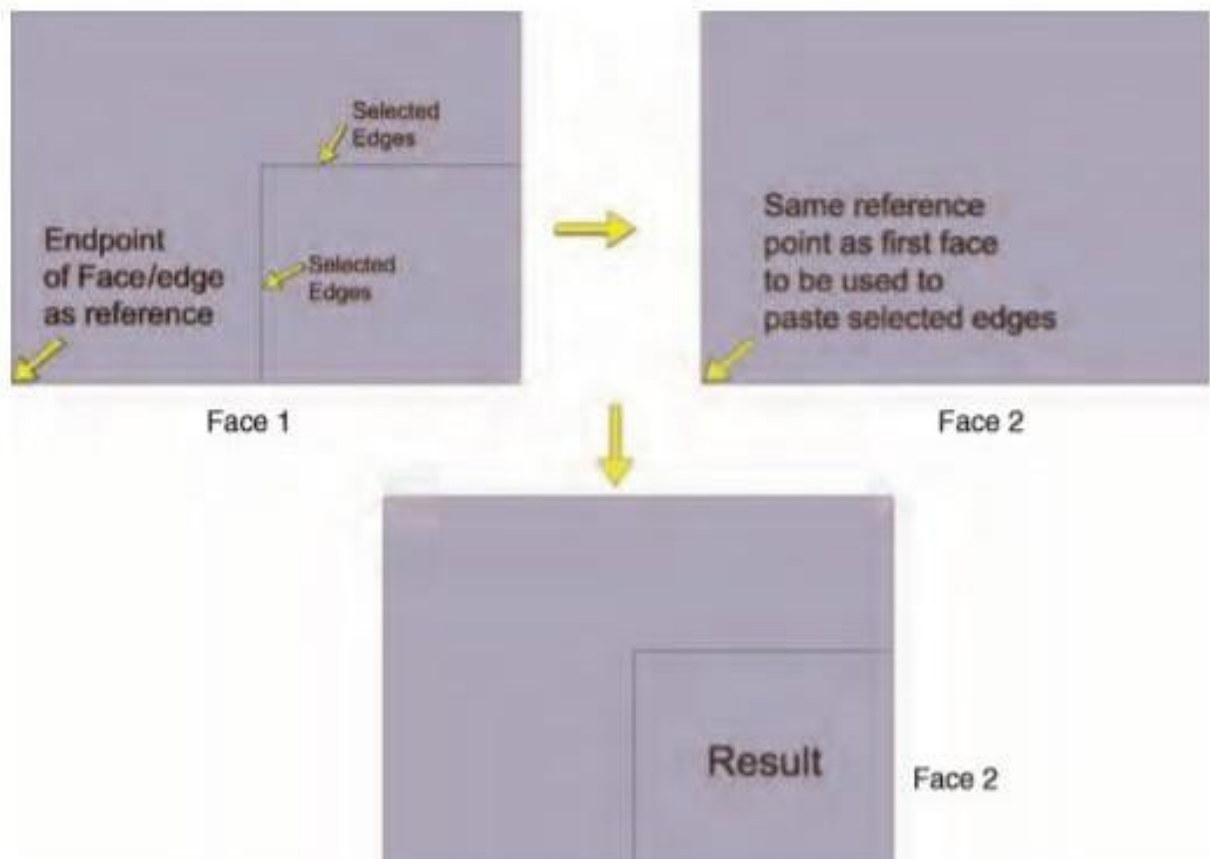 Selected
Edges
Endpoint
of Face/edge
as reference
Selected
Edges
Face 1
Same reference
point as first face
to be used to
paste selected edges
Face 2
Result
Face 2